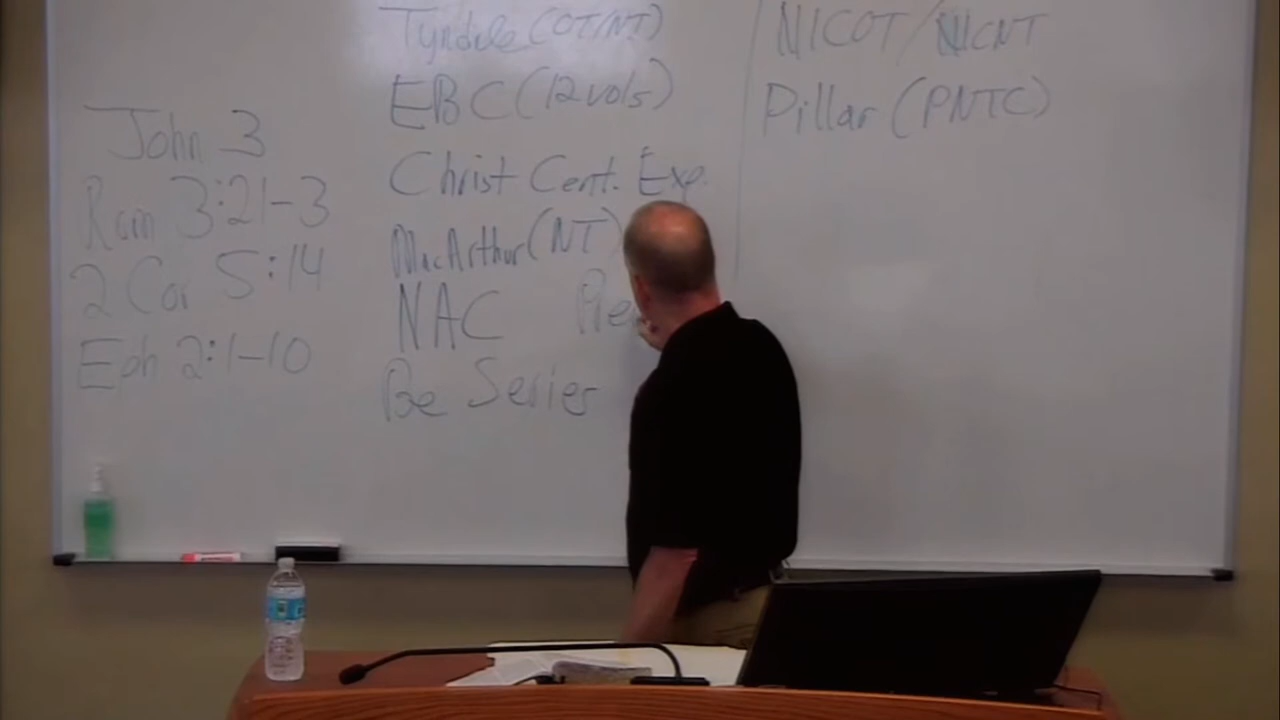 John 3
Rom 3:21-3
2 Cor 5:14
Eph 2:1-10
Tyndale (OT/NT)
EBC (12 vols)
Christ Cent. Exp.
MacArthur (NT)
NAC
Be Series
NICOT/NICNT
Pillar (PNTC)